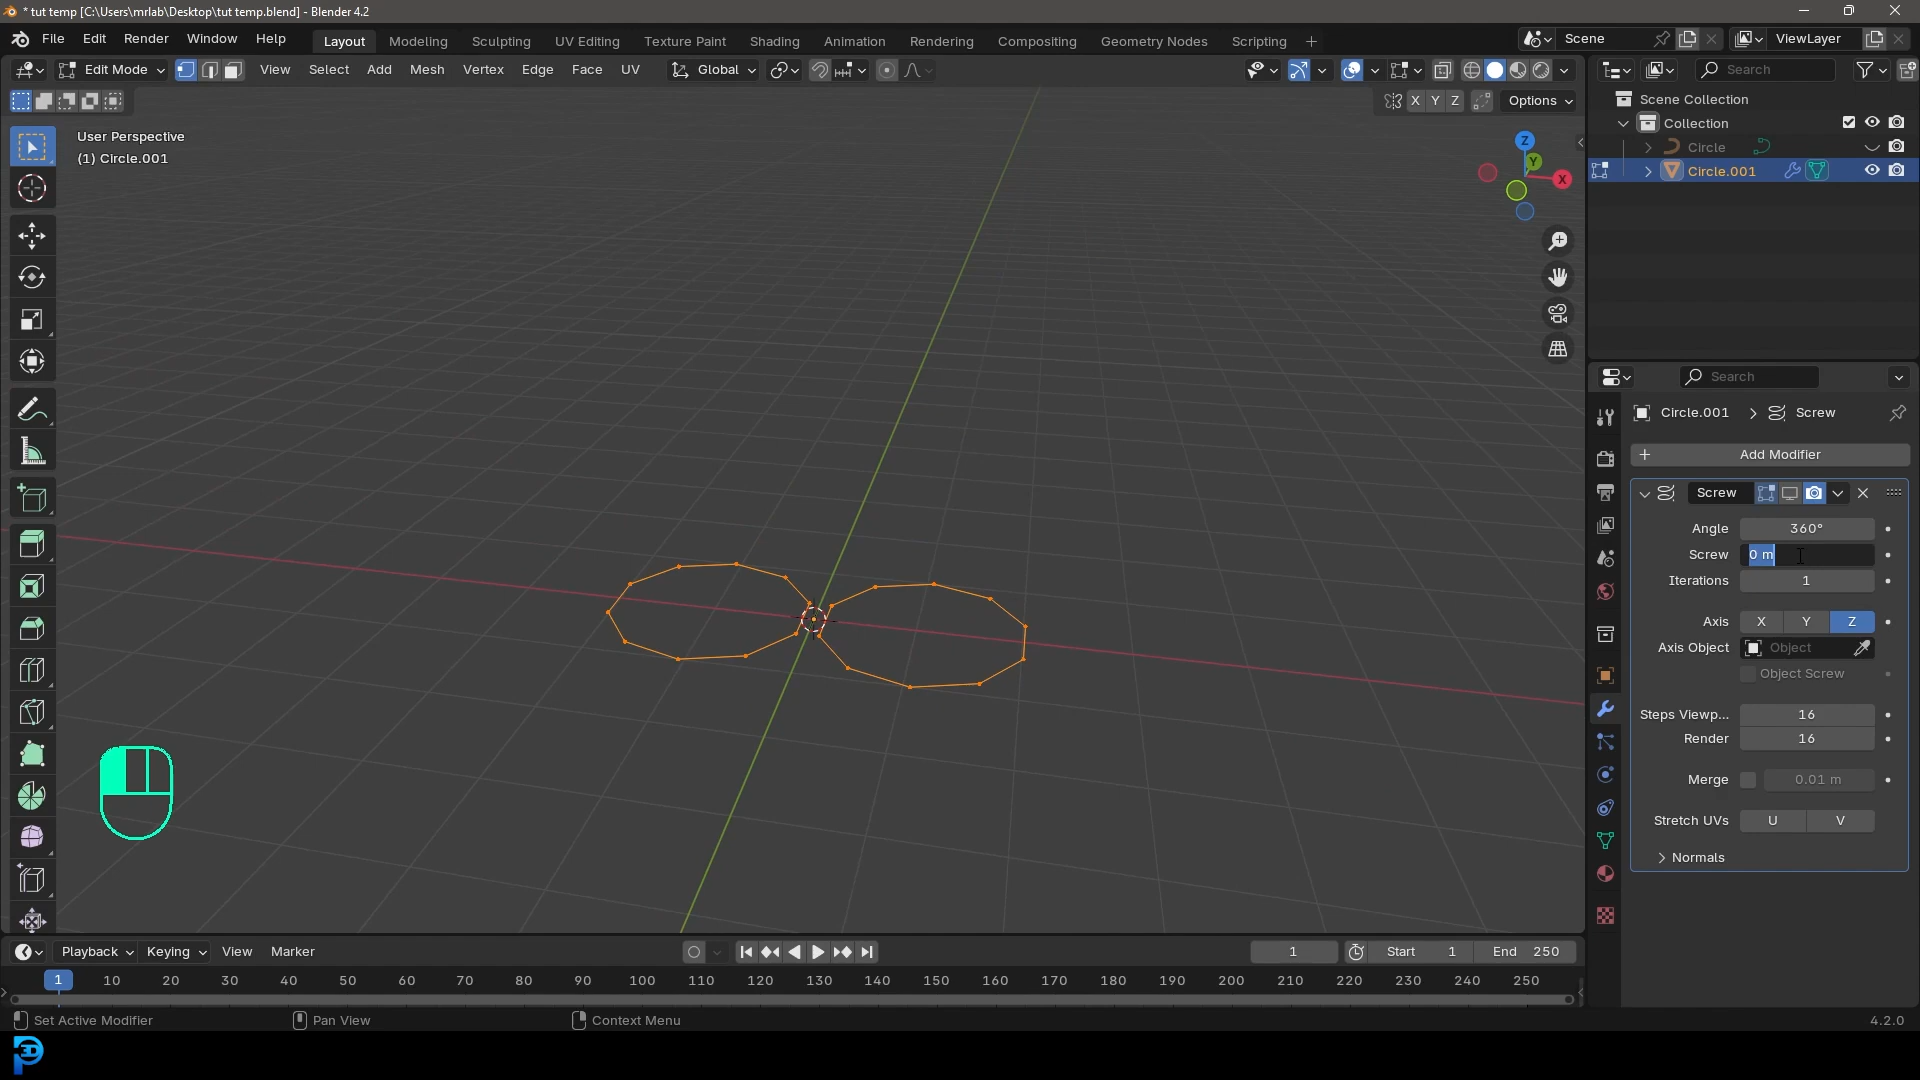 * tut temp [C:\Users\mrlab\Desktop\tut temp.blend] - Blender 4.2
File Edit Render Window Help Layout Modeling Sculpting UV Editing Texture Paint Shading Animation Rendering Compositing Geometry Nodes Scripting + Scene ViewLayer
Edit Mode View Select Add Mesh Vertex Edge Face UV Global Search
X Y Z Options
Scene Collection
Collection
Circle
Circle.001
User Perspective
(1) Circle.001
Z
Y
X
Search
Circle.001 > Screw
+ Add Modifier
Screw
Angle 360°
Screw 0 m
Iterations 1
Axis X Y Z
Axis Object Object
Object Screw
Steps Viewp... 16
Render 16
Merge 0.01 m
Stretch UVs U V
Normals
Playback Keying View Marker 1 Start 1 End 250
1 10 20 30 40 50 60 70 80 90 100 110 120 130 140 150 160 170 180 190 200 210 220 230 240 250
Set Active Modifier Pan View Context Menu 4.2.0